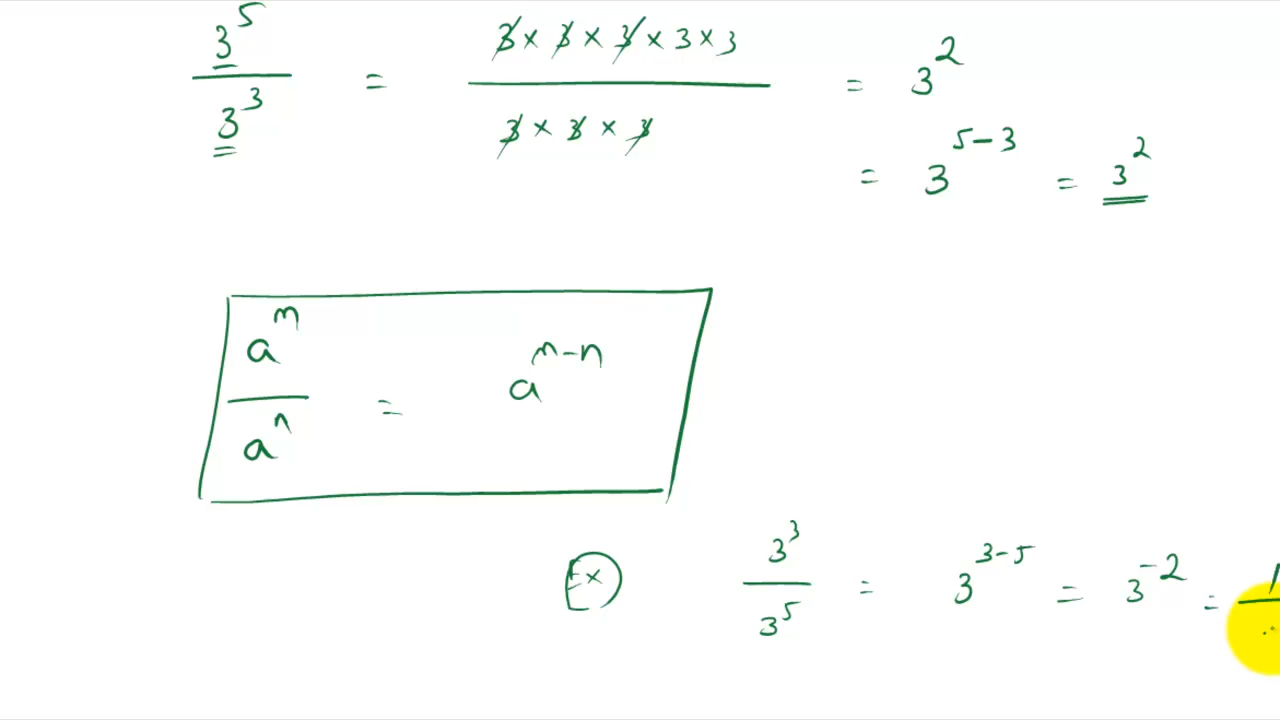 3^5 / 3^3 = 3 × 3 × 3 × 3 × 3 / 3 × 3 × 3 = 3^2
= 3^(5-3) = 3^2
a^m / a^n = a^(m-n)
Ex 3^3 / 3^5 = 3^(3-5) = 3^(-2) = 1